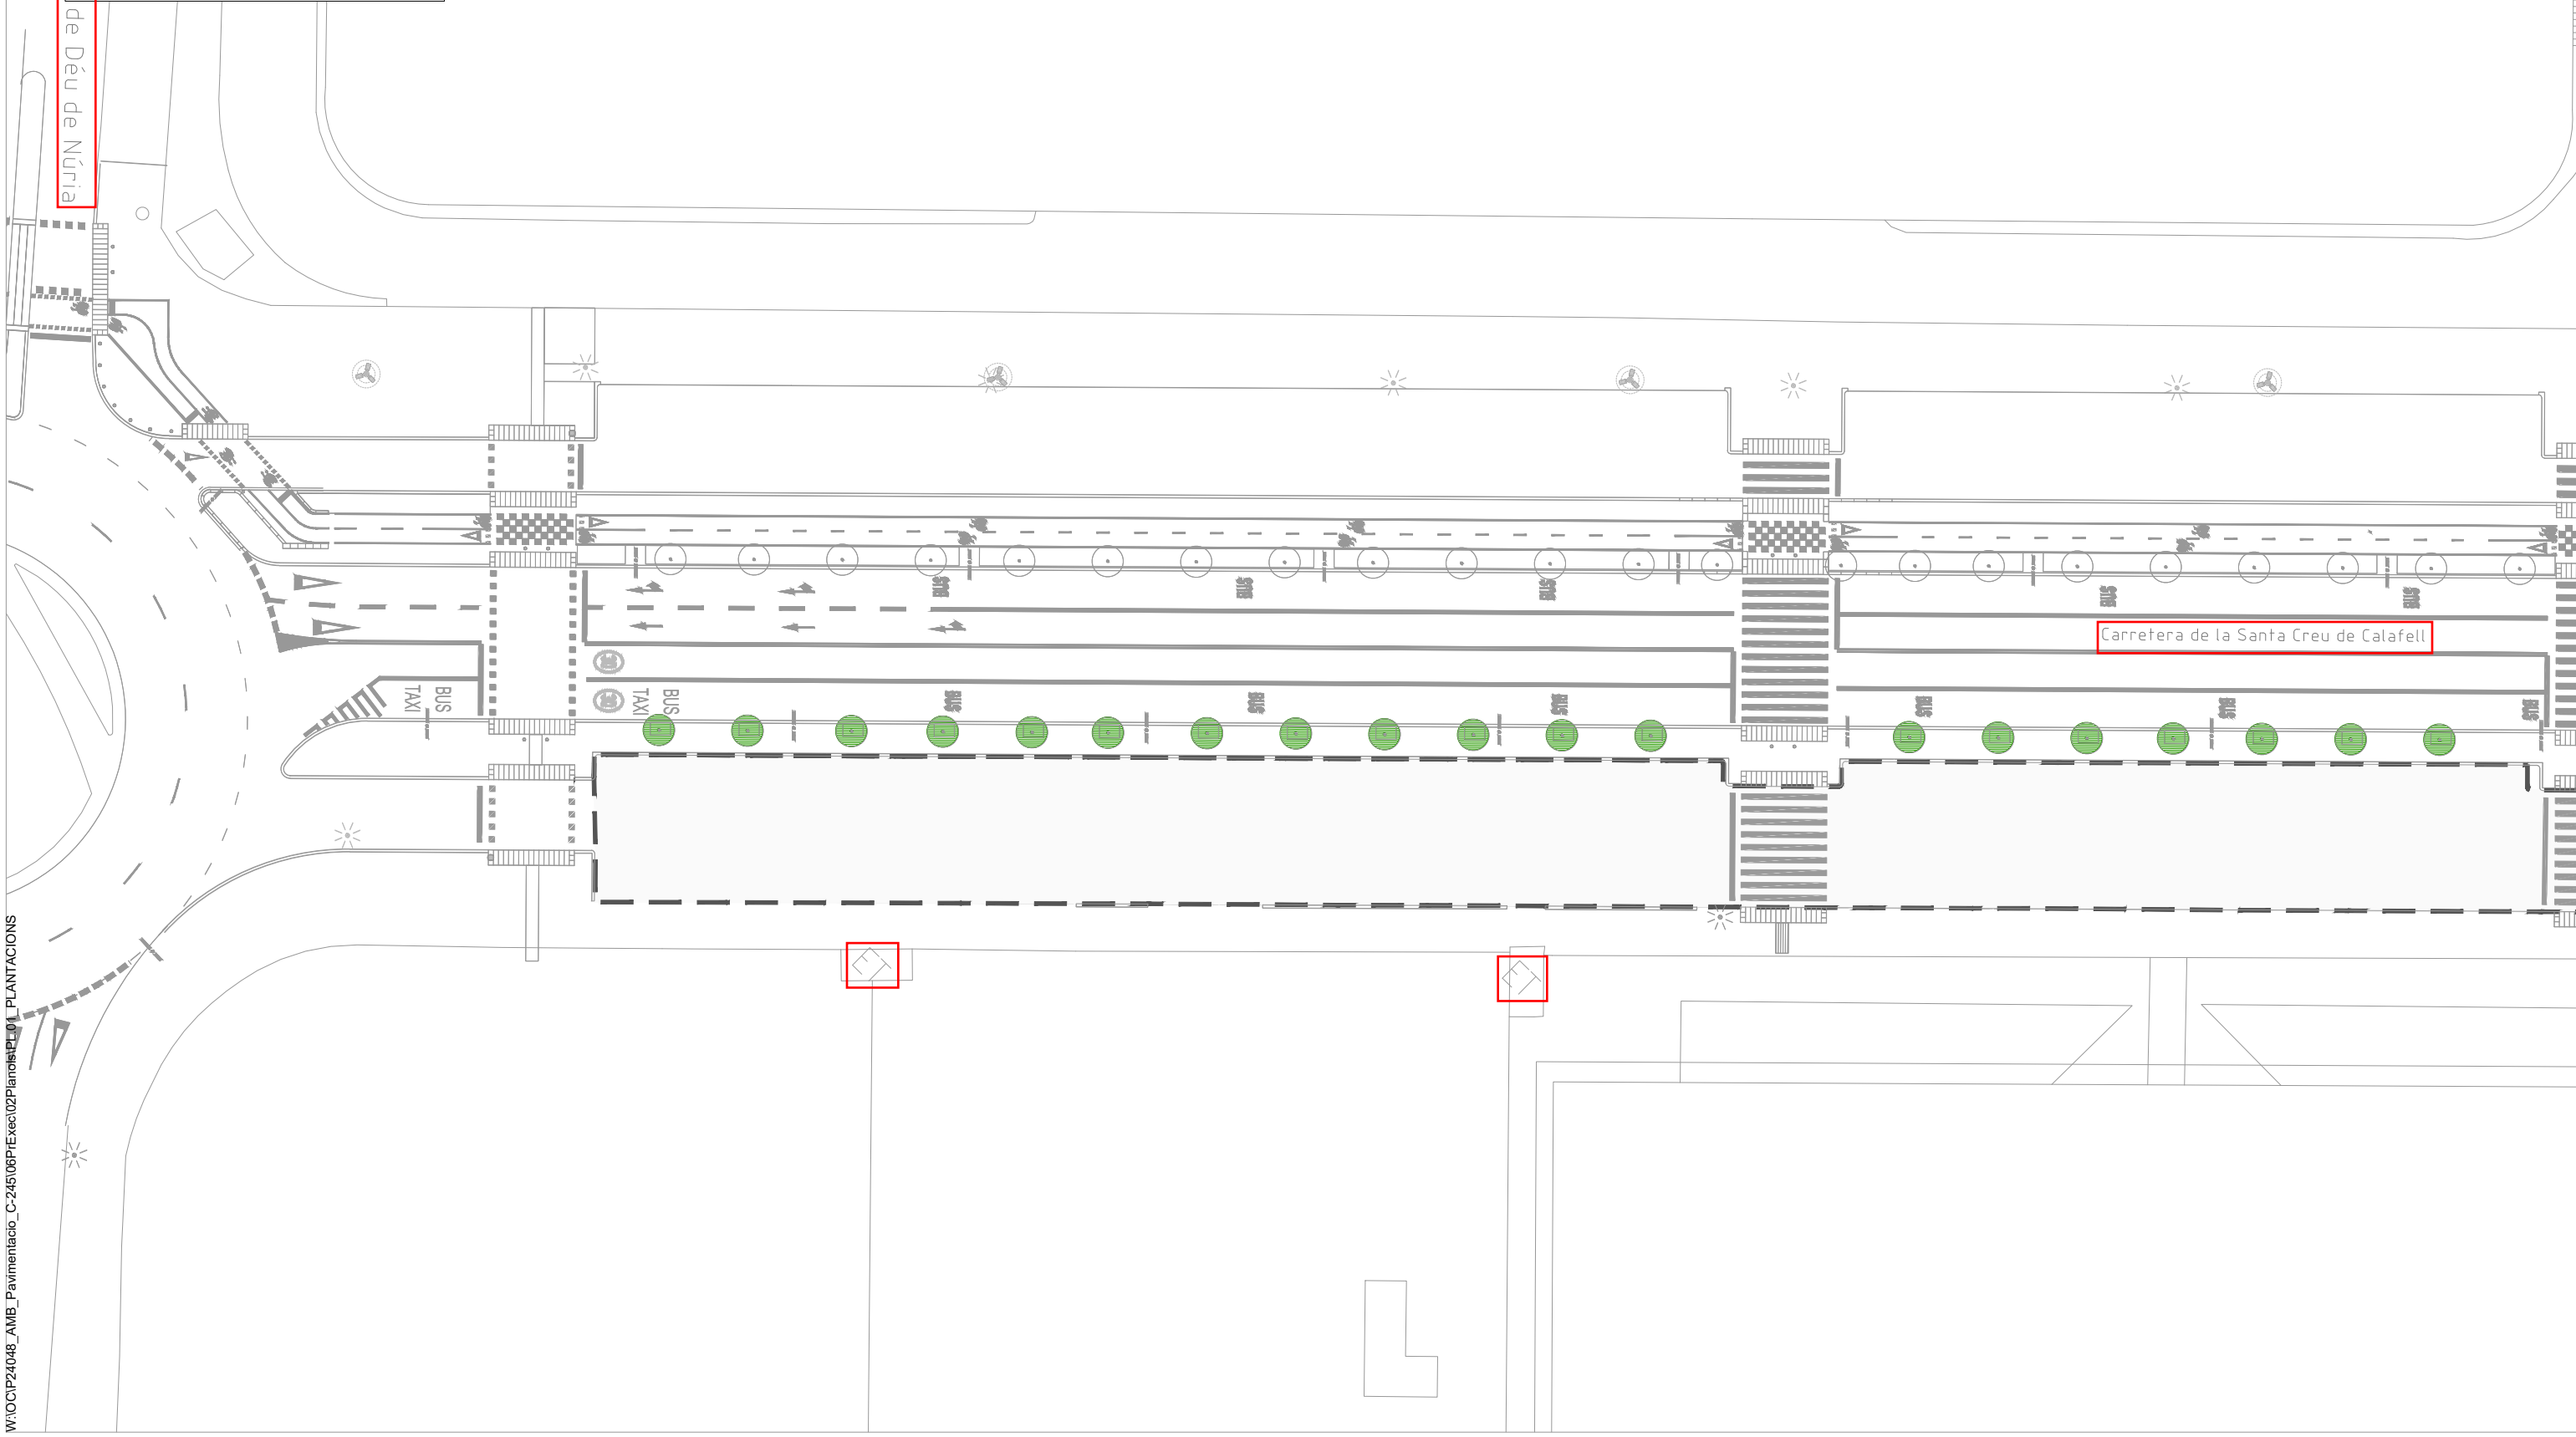 de Déu de Núria
BUS
BUS
BUS
BUS
BUS
Carretera de la Santa Creu de Calafell
TAXI
BUS
TAXI
BUS
BUS
BUS
BUS
BUS
BUS
BUS
E.T.
E.T.
W:\OC\P24048_AMB_Pavimentacio_C-245\06PrExec\02Planols\PL01_PLANTACIONS